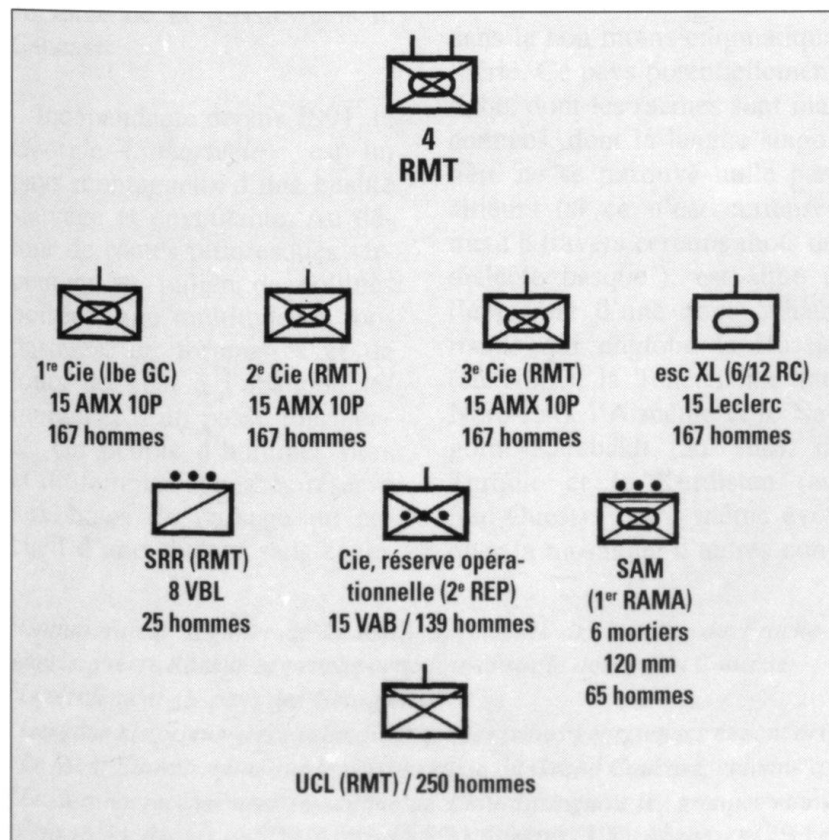 4
RMT
1re Cie (Ibe GC)
15 AMX 10P
167 hommes
2e Cie (RMT)
15 AMX 10P
167 hommes
3e Cie (RMT)
15 AMX 10P
167 hommes
esc XL (6/12 RC)
15 Leclerc
167 hommes
SRR (RMT)
8 VBL
25 hommes
Cie, réserve opéra-
tionnelle (2e REP)
15 VAB / 139 hommes
SAM
(1er RAMA)
6 mortiers
120 mm
65 hommes
UCL (RMT) / 250 hommes